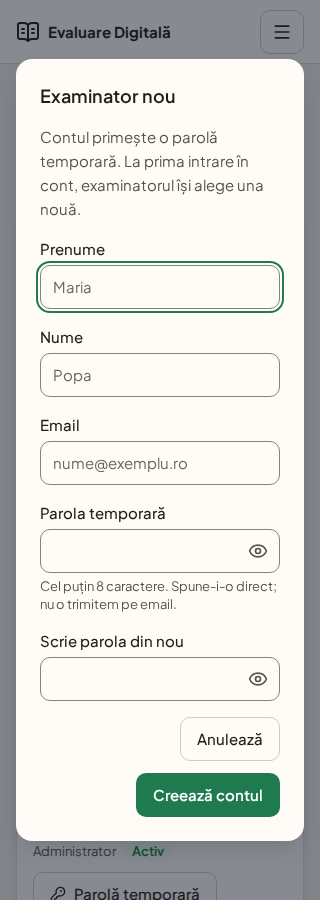 Evaluare Digitală
Examinator nou
Contul primește o parolă
temporară. La prima intrare în
cont, examinatorul își alege una
nouă.
Prenume
Maria
Nume
Popa
Email
nume@exemplu.ro
Parola temporară
Cel puțin 8 caractere. Spune-i-o direct;
nu o trimitem pe email.
Scrie parola din nou
Anulează
Creează contul
Administrator Activ
Parolă temporară